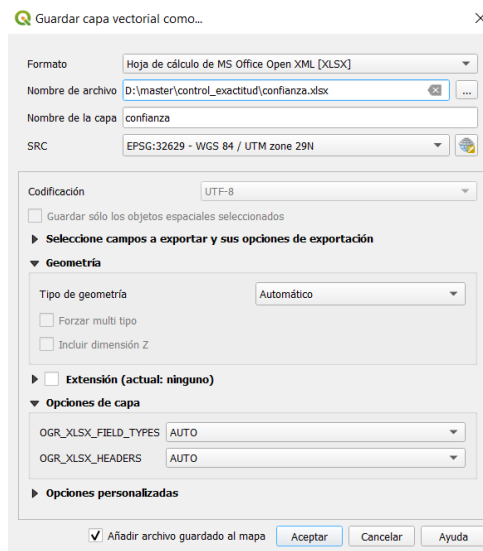 Guardar capa vectorial como...
Formato Hoja de cálculo de MS Office Open XML [XLSX]
Nombre de archivo D:\master\control_exactitud\confianza.xlsx ...
Nombre de la capa confianza
SRC EPSG:32629 - WGS 84 / UTM zone 29N
Codificación UTF-8
Guardar sólo los objetos espaciales seleccionados
Seleccione campos a exportar y sus opciones de exportación
Geometría
Tipo de geometría Automático
Forzar multi tipo
Incluir dimensión Z
Extensión (actual: ninguno)
Opciones de capa
OGR_XLSX_FIELD_TYPES AUTO
OGR_XLSX_HEADERS AUTO
Opciones personalizadas
Añadir archivo guardado al mapa Aceptar Cancelar Ayuda